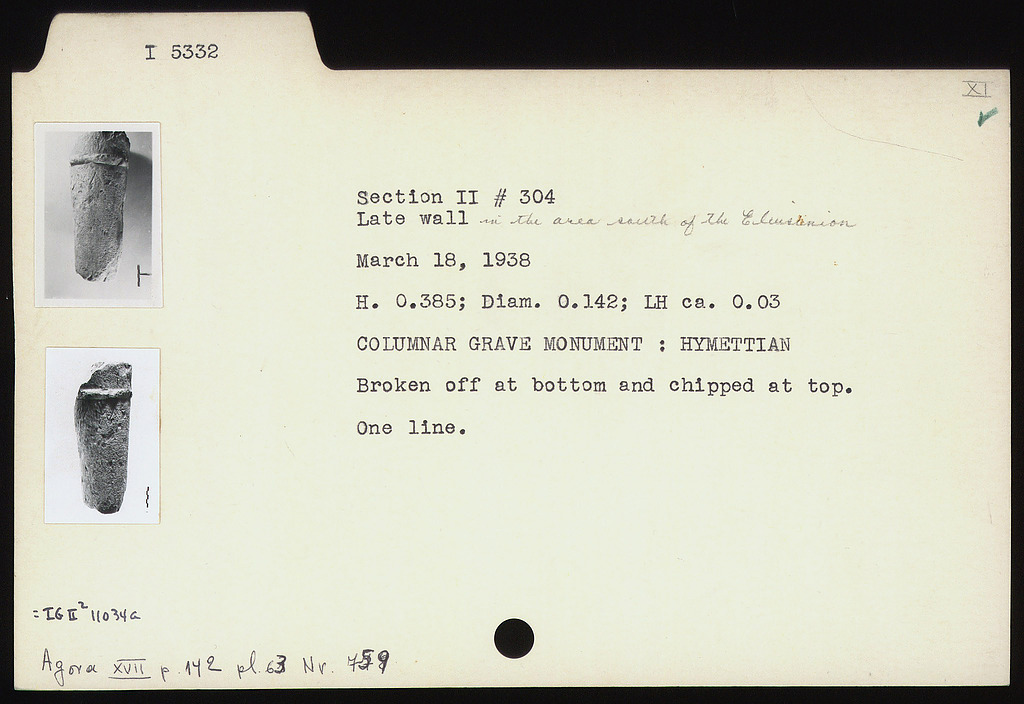 I 5332
XI
Section II # 304
Late wall in the area south of the Eleusinion
March 18, 1938
H. 0.385; Diam. 0.142; LH ca. 0.03
COLUMNAR GRAVE MONUMENT : HYMETTIAN
Broken off at bottom and chipped at top.
One line.
= IG II² 11034a
Agora XVII p. 142 pl. 63 Nr.